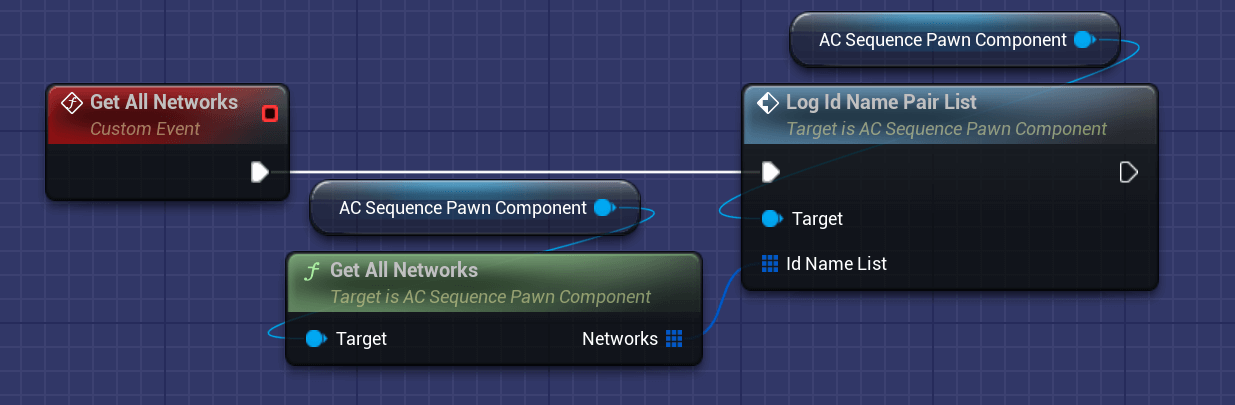 AC Sequence Pawn Component
Get All Networks
Custom Event
Log Id Name Pair List
Target is AC Sequence Pawn Component
AC Sequence Pawn Component
Target
Id Name List
Get All Networks
Target is AC Sequence Pawn Component
Target
Networks